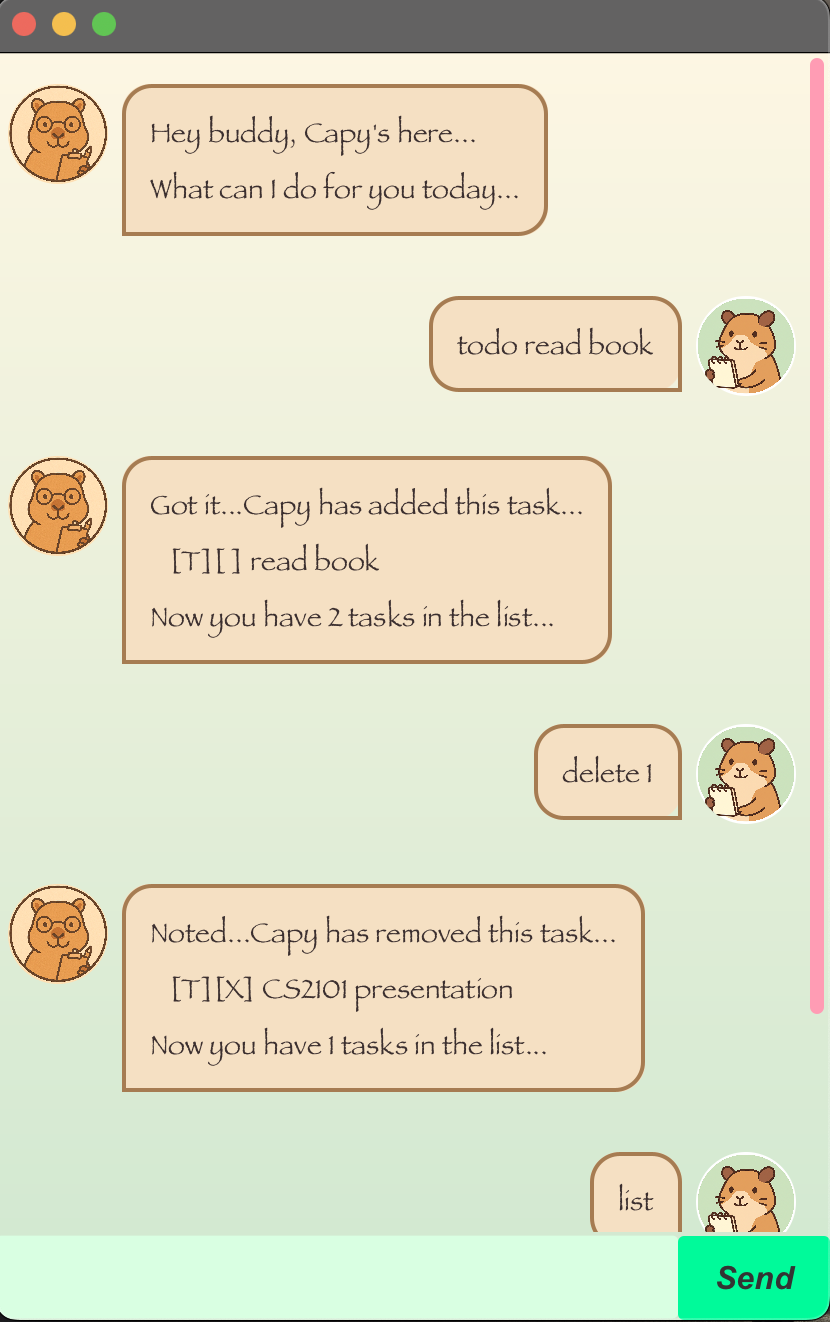 Hey buddy, Capy's here...
What can I do for you today...
todo read book
Got it...Capy has added this task...
[T][ ] read book
Now you have 2 tasks in the list...
delete 1
Noted...Capy has removed this task...
[T][X] CS2101 presentation
Now you have 1 tasks in the list...
list
Send